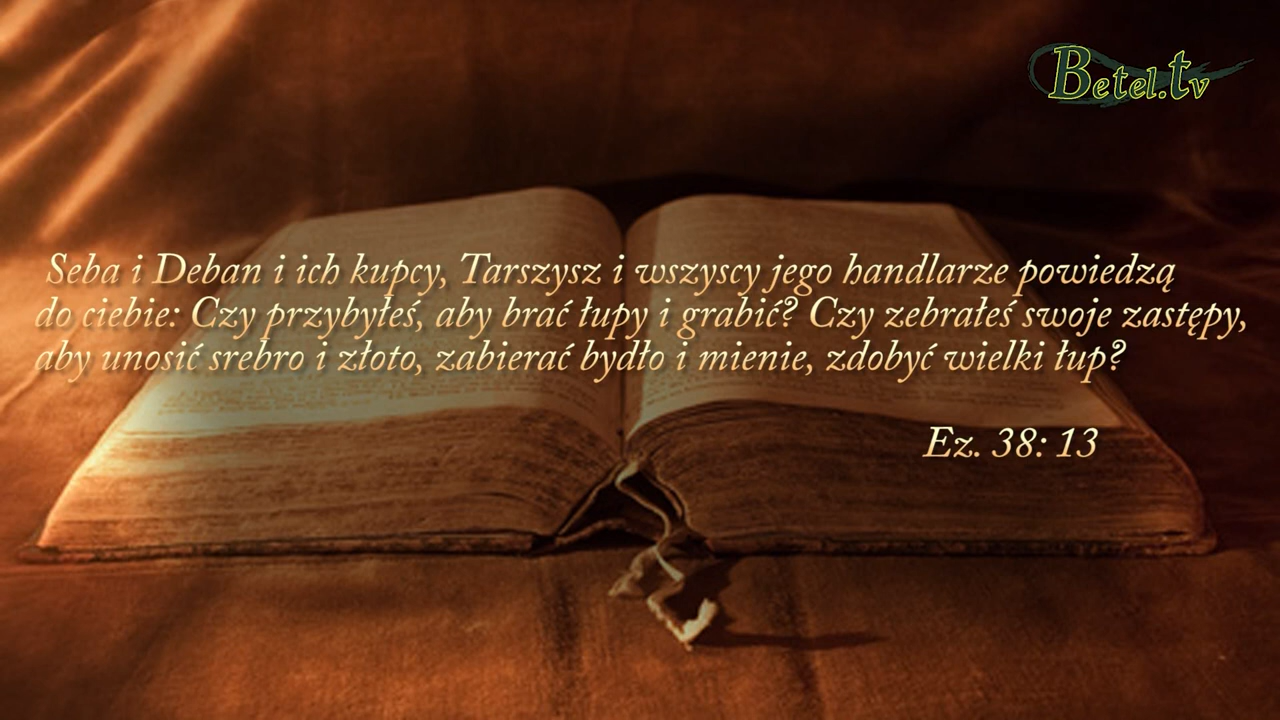 Betel.tv
Seba i Deban i ich kupcy, Tarszysz i wszyscy jego handlarze powiedzą
do ciebie: Czy przybyłeś, aby brać łupy i grabić? Czy zebrałeś swoje zastępy,
aby unosić srebro i złoto, zabierać bydło i mienie, zdobyć wielki łup?
Ez. 38: 13